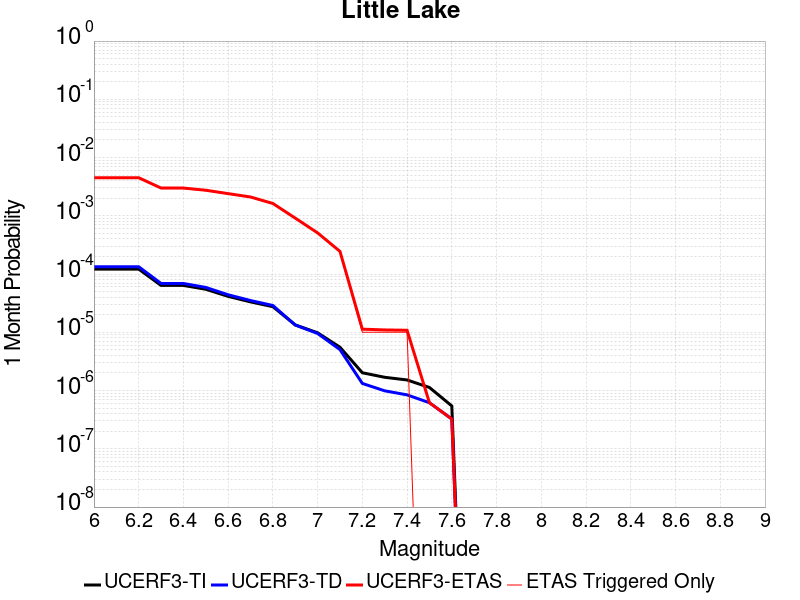 Little Lake
1 Month Probability
10^0
10^-1
10^-2
10^-3
10^-4
10^-5
10^-6
10^-7
10^-8
6 6.2 6.4 6.6 6.8 7 7.2 7.4 7.6 7.8 8 8.2 8.4 8.6 8.8 9
Magnitude
UCERF3-TI UCERF3-TD UCERF3-ETAS ETAS Triggered Only